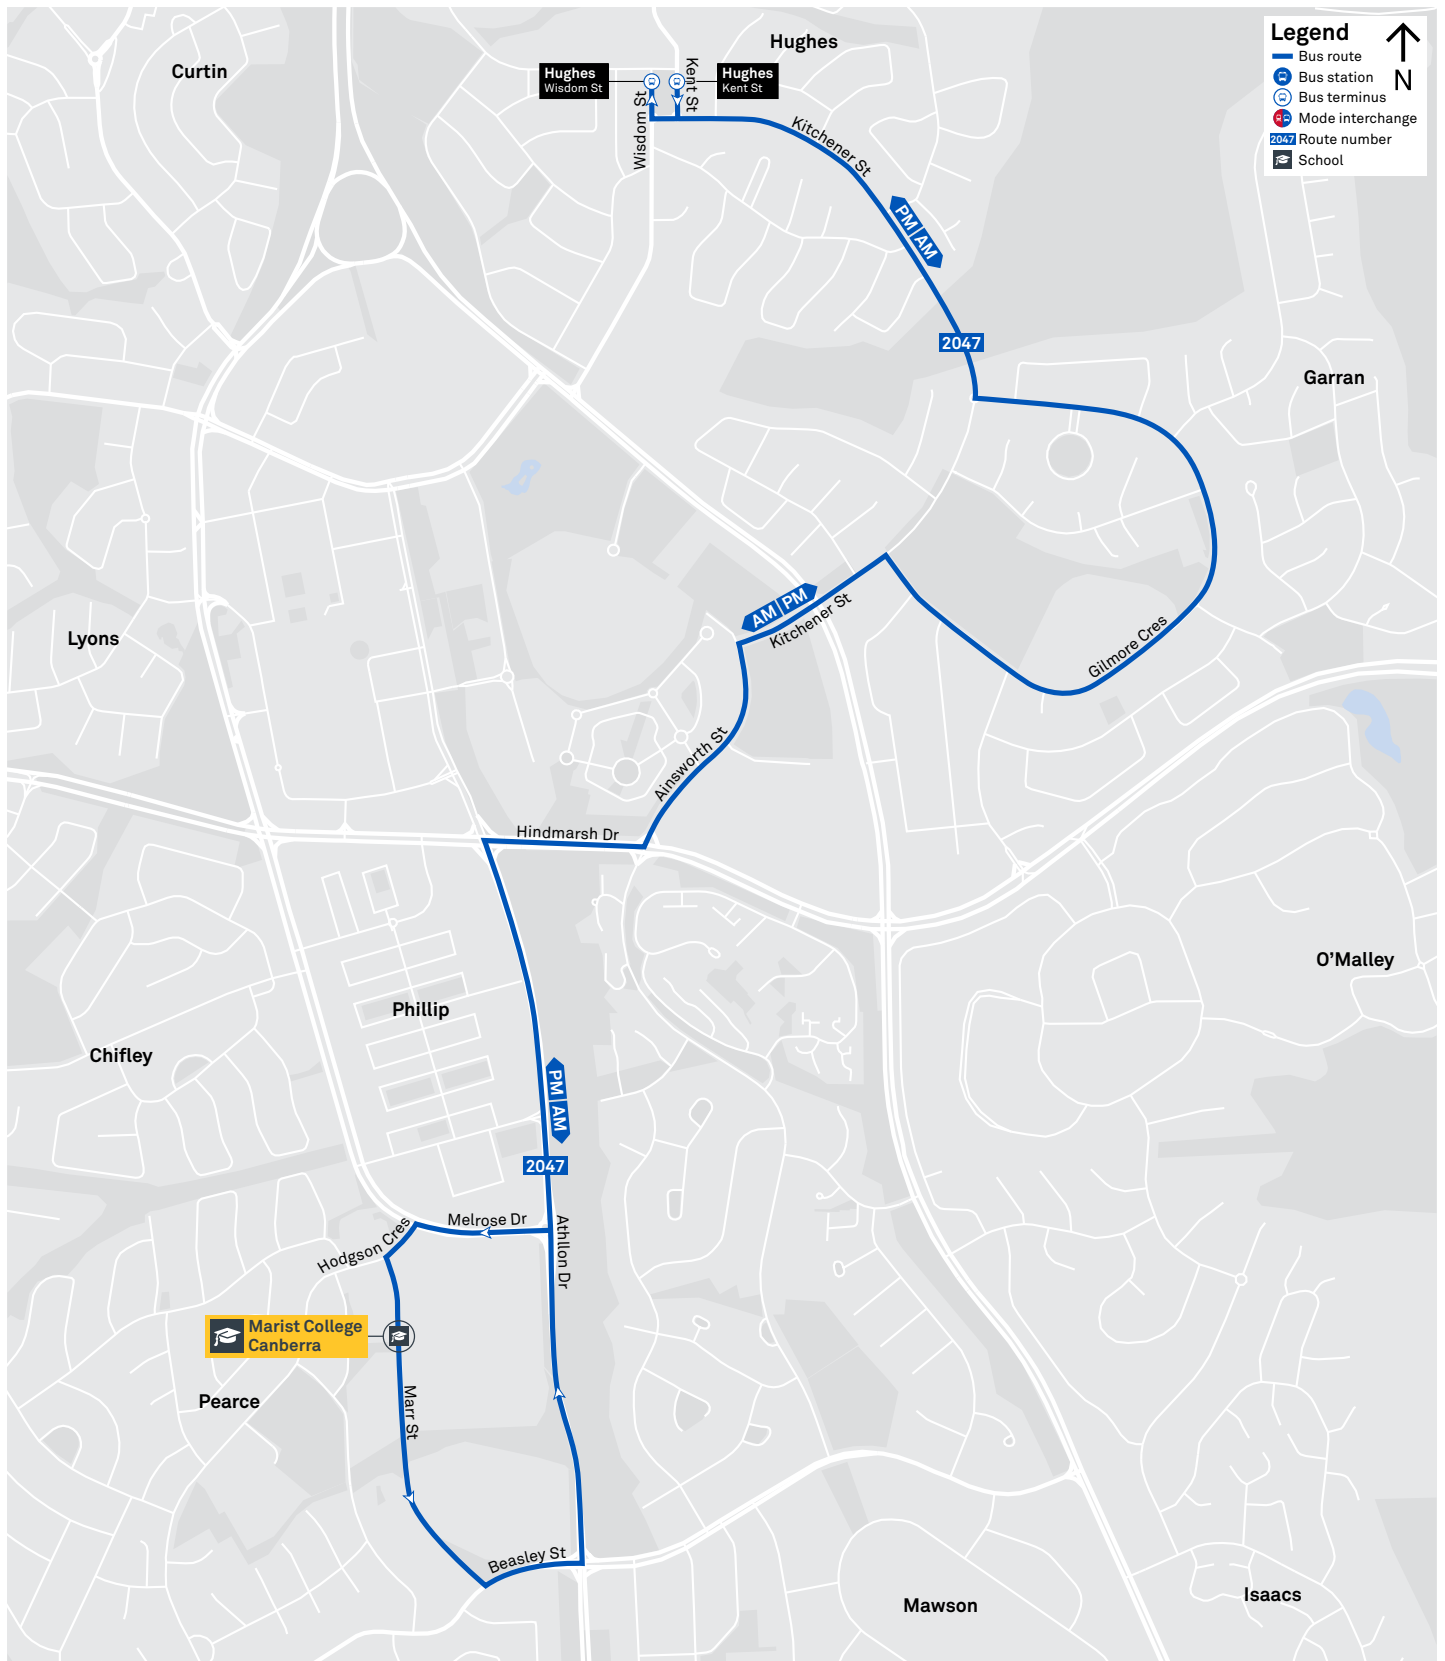 Legend
Bus route
Bus station
Bus terminus
Mode interchange
2047 Route number
School
N
Hughes
Curtin
Hughes
Wisdom St
Hughes
Kent St
Kent St
Wisdom St
Kitchener St
PM AM
2047
Garran
AM PM
Kitchener St
Lyons
Gilmore Cres
Ainsworth St
Hindmarsh Dr
O'Malley
Phillip
Chifley
PM AM
2047
Melrose Dr
Hodgson Cres
Athllon Dr
Marist College
Canberra
Pearce
Marr St
Beasley St
Mawson
Isaacs